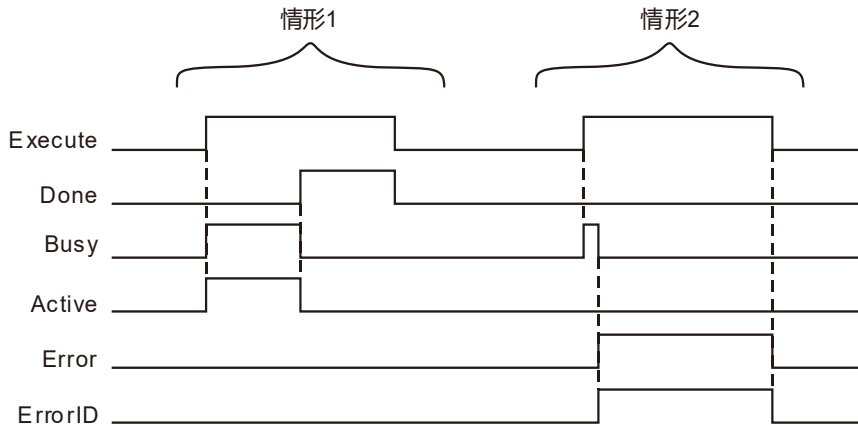 情形1 情形2
Execute
Done
Busy
Active
Error
ErrorID